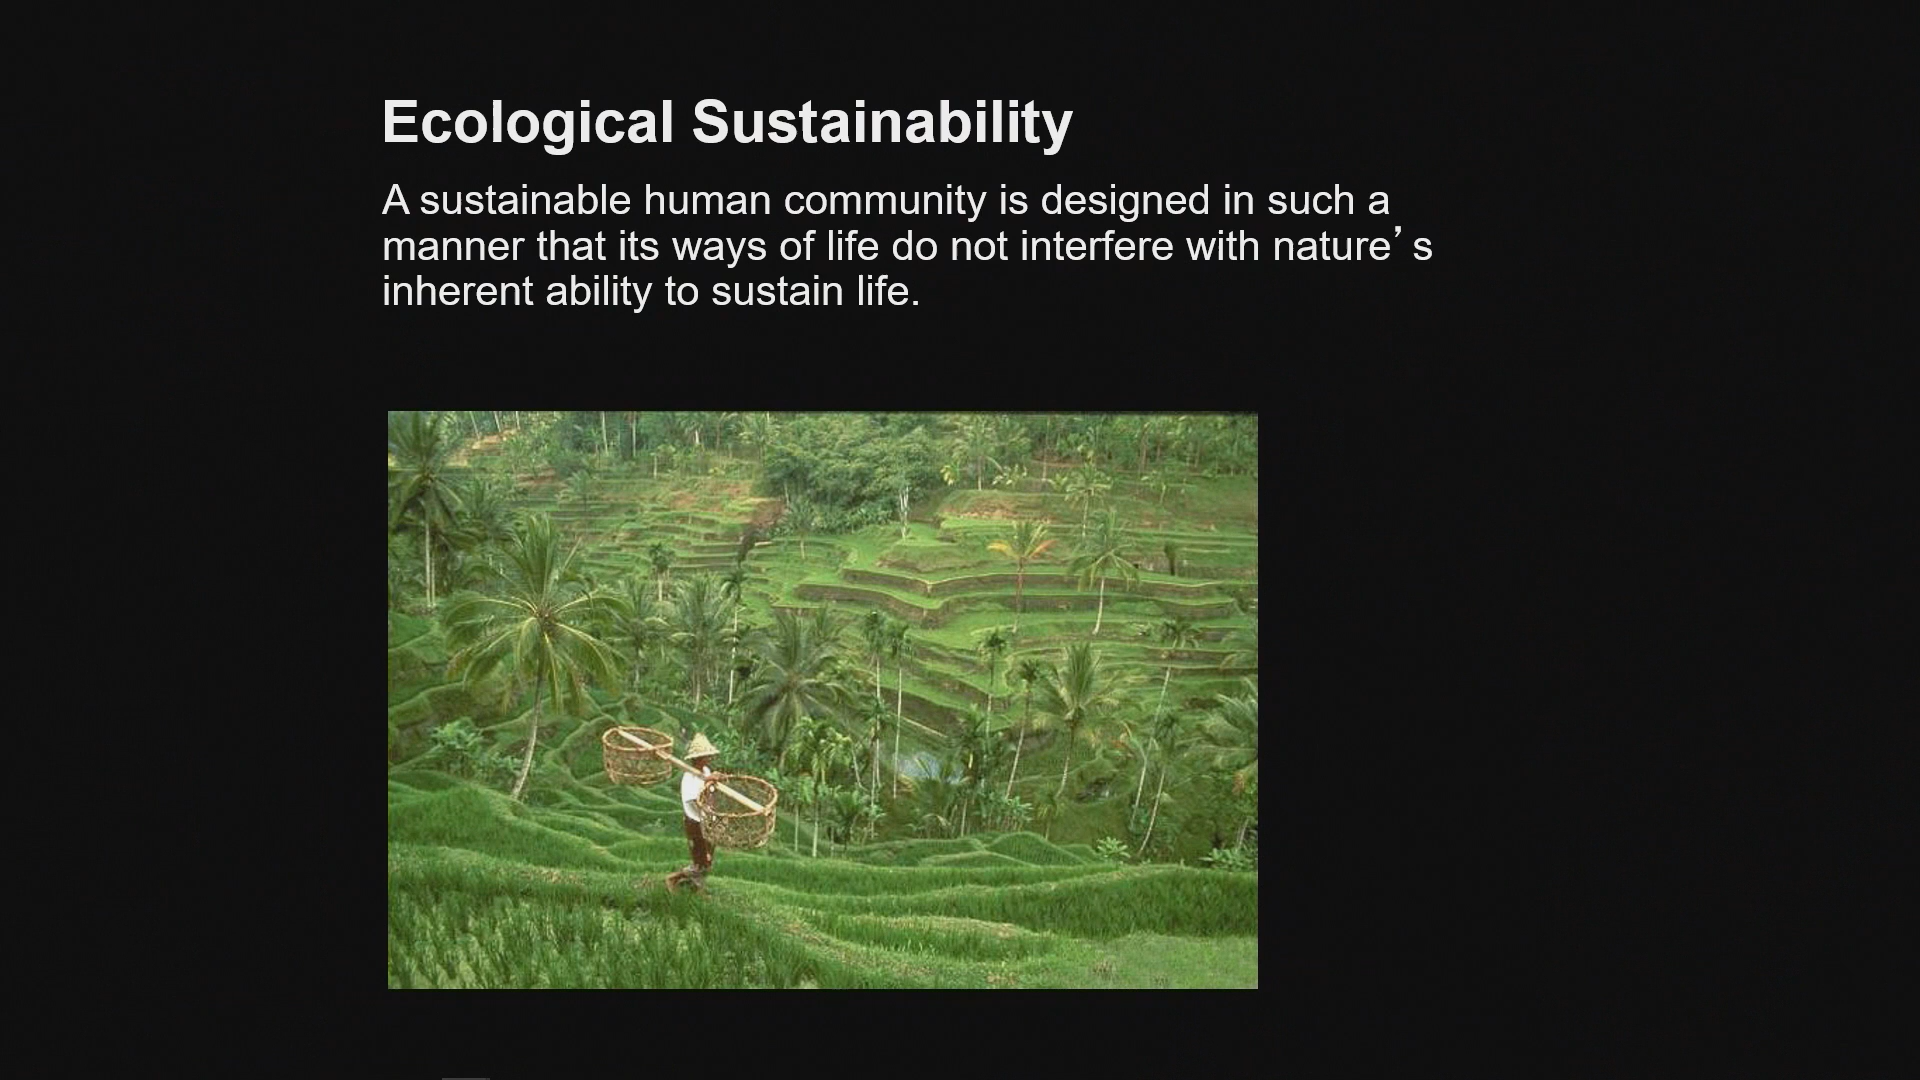 Ecological Sustainability
A sustainable human community is designed in such a
manner that its ways of life do not interfere with nature’s
inherent ability to sustain life.